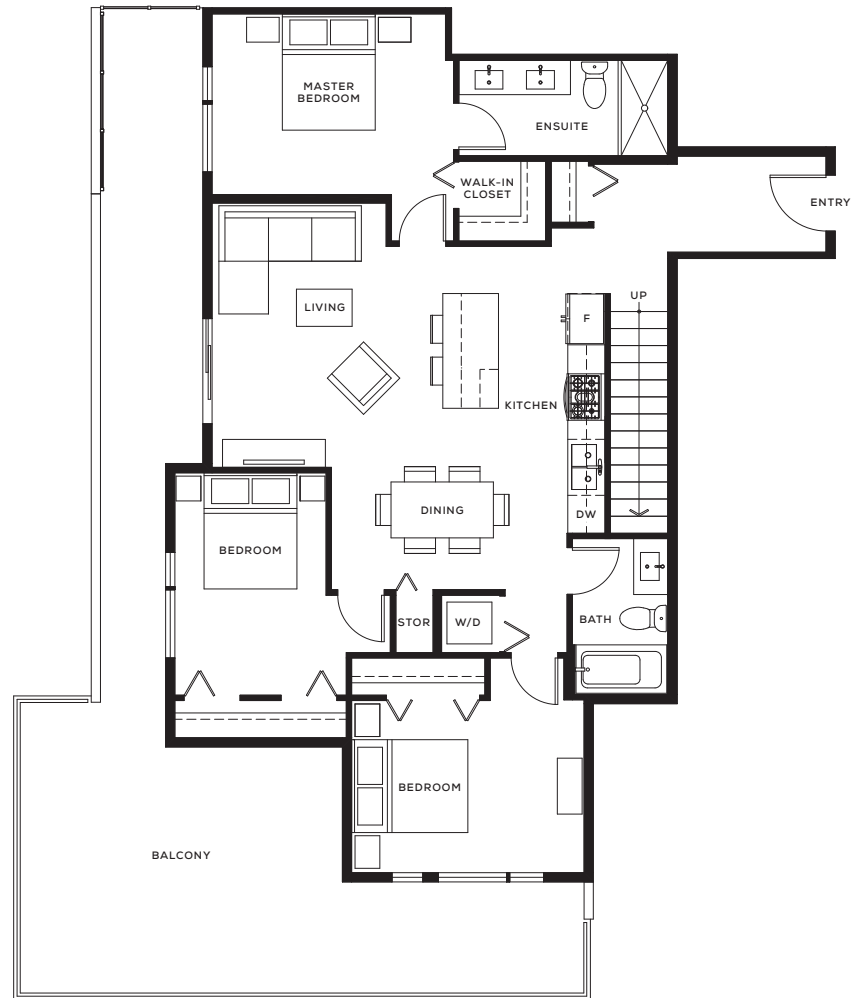 MASTER
BEDROOM
ENSUITE
WALK-IN
CLOSET
ENTRY
LIVING
UP
F
KITCHEN
DINING
DW
BEDROOM
STOR
W/D
BATH
BEDROOM
BALCONY